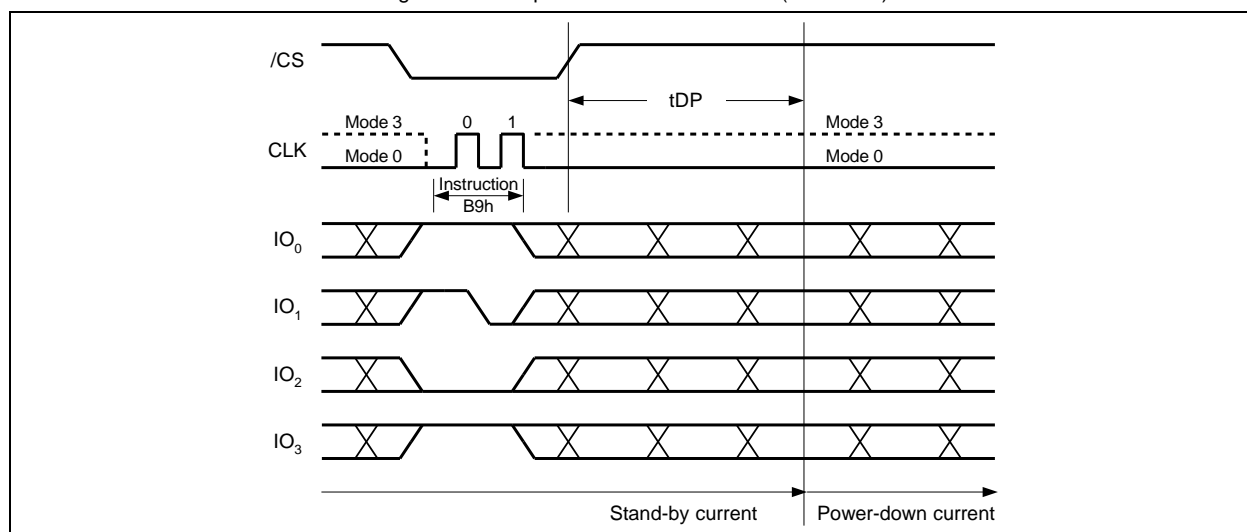 /CS
tDP
Mode 3 0 1 Mode 3
CLK
Mode 0 Mode 0
Instruction
B9h
IO0
IO1
IO2
IO3
Stand-by current Power-down current